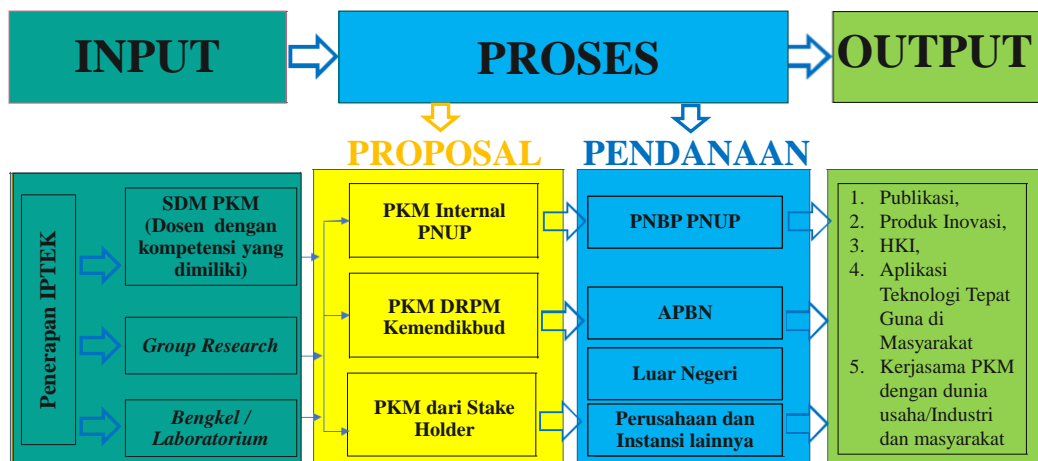 INPUT
PROSES
OUTPUT
PROPOSAL
PENDANAAN
Penerapan IPTEK
SDM PKM
(Dosen dengan
kompetensi yang
dimiliki)
Group Research
Bengkel /
Laboratorium
PKM Internal
PNUP
PKM DRPM
Kemendikbud
PKM dari Stake
Holder
PNBP PNUP
APBN
Luar Negeri
Perusahaan dan
Instansi lainnya
1. Publikasi,
2. Produk Inovasi,
3. HKI,
4. Aplikasi
Teknologi Tepat
Guna di
Masyarakat
5. Kerjasama PKM
dengan dunia
usaha/Industri
dan masyarakat